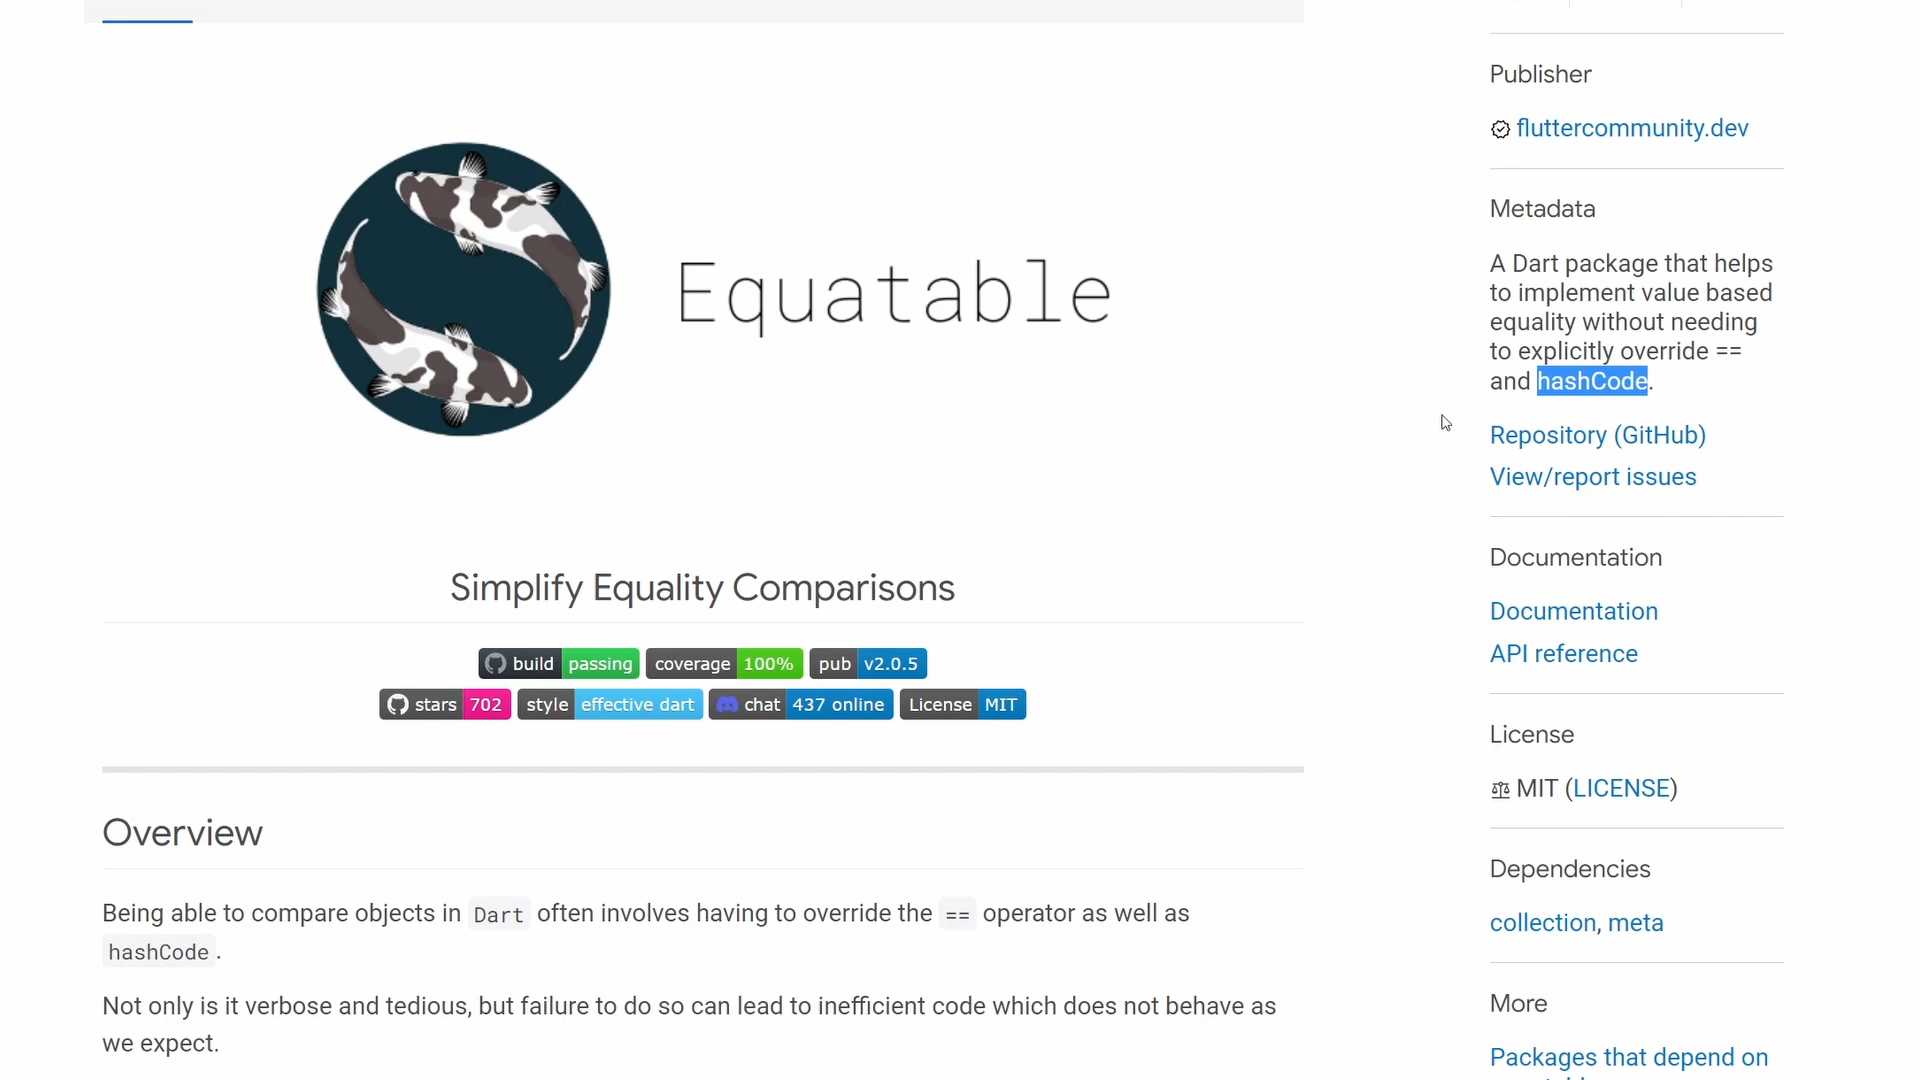 Equatable
Simplify Equality Comparisons
build passing coverage 100% pub v2.0.5
stars 702 style effective dart chat 437 online License MIT
Overview
Being able to compare objects in Dart often involves having to override the == operator as well as
hashCode.
Not only is it verbose and tedious, but failure to do so can lead to inefficient code which does not behave as
we expect.
Publisher
fluttercommunity.dev
Metadata
A Dart package that helps
to implement value based
equality without needing
to explicitly override ==
and hashCode.
Repository (GitHub)
View/report issues
Documentation
Documentation
API reference
License
MIT (LICENSE)
Dependencies
collection, meta
More
Packages that depend on